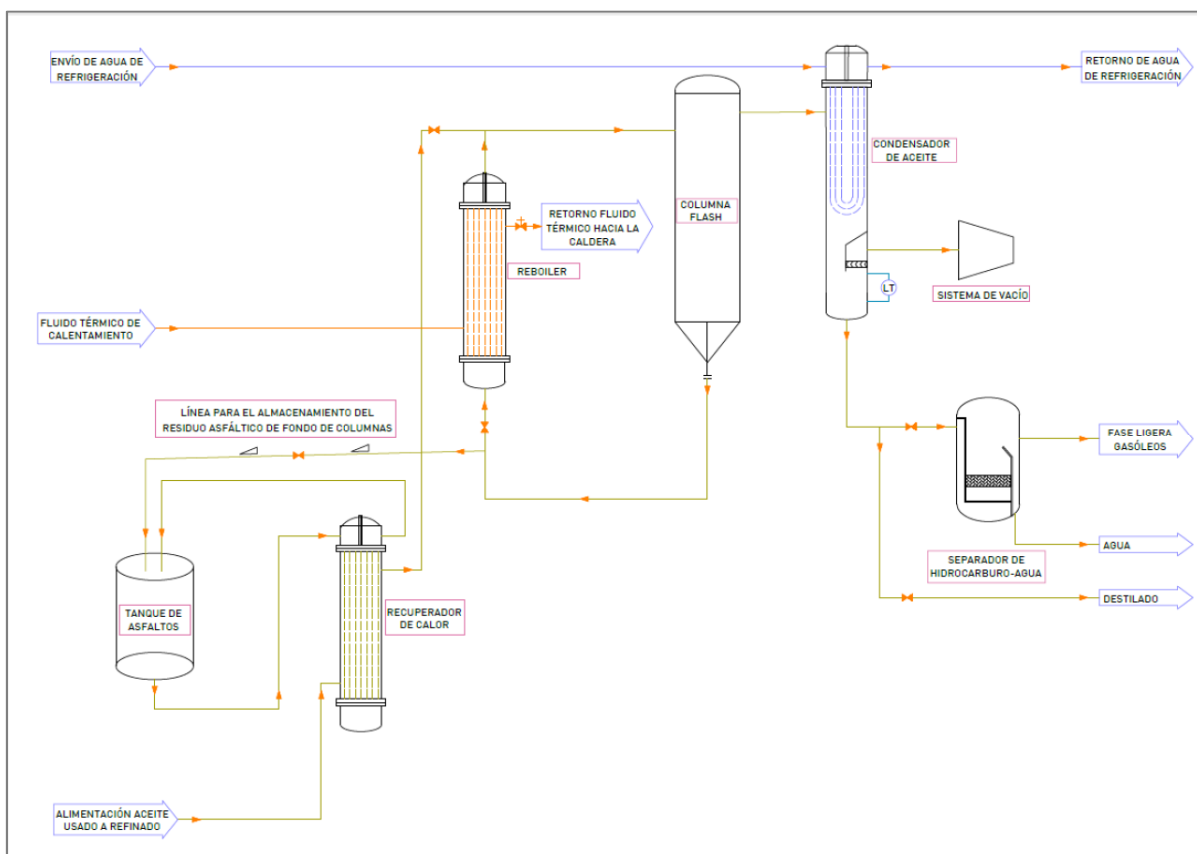 ENVÍO DE AGUA DE
REFRIGERACIÓN
RETORNO DE AGUA
DE REFRIGERACIÓN
CONDENSADOR
DE ACEITE
COLUMNA
FLASH
RETORNO FLUIDO
TÉRMICO HACIA LA
CALDERA
REBOILER
LT
SISTEMA DE VACÍO
FLUIDO TÉRMICO DE
CALENTAMIENTO
LÍNEA PARA EL ALMACENAMIENTO DEL
RESIDUO ASFÁLTICO DE FONDO DE COLUMNAS
FASE LIGERA
GASÓLEOS
AGUA
SEPARADOR DE
HIDROCARBURO-AGUA
DESTILADO
TANQUE DE
ASFALTOS
RECUPERADOR
DE CALOR
ALIMENTACIÓN ACEITE
USADO A REFINADO